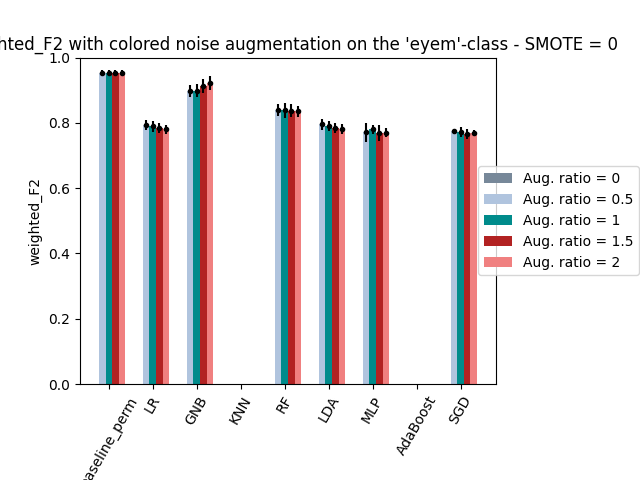 hted_F2 with colored noise augmentation on the 'eyem'-class - SMOTE = 0
1.0
0.8
0.6
0.4
0.2
0.0
weighted_F2
Aug. ratio = 0
Aug. ratio = 0.5
Aug. ratio = 1
Aug. ratio = 1.5
Aug. ratio = 2
aseline_perm
LR
GNB
KNN
RF
LDA
MLP
AdaBoost
SGD